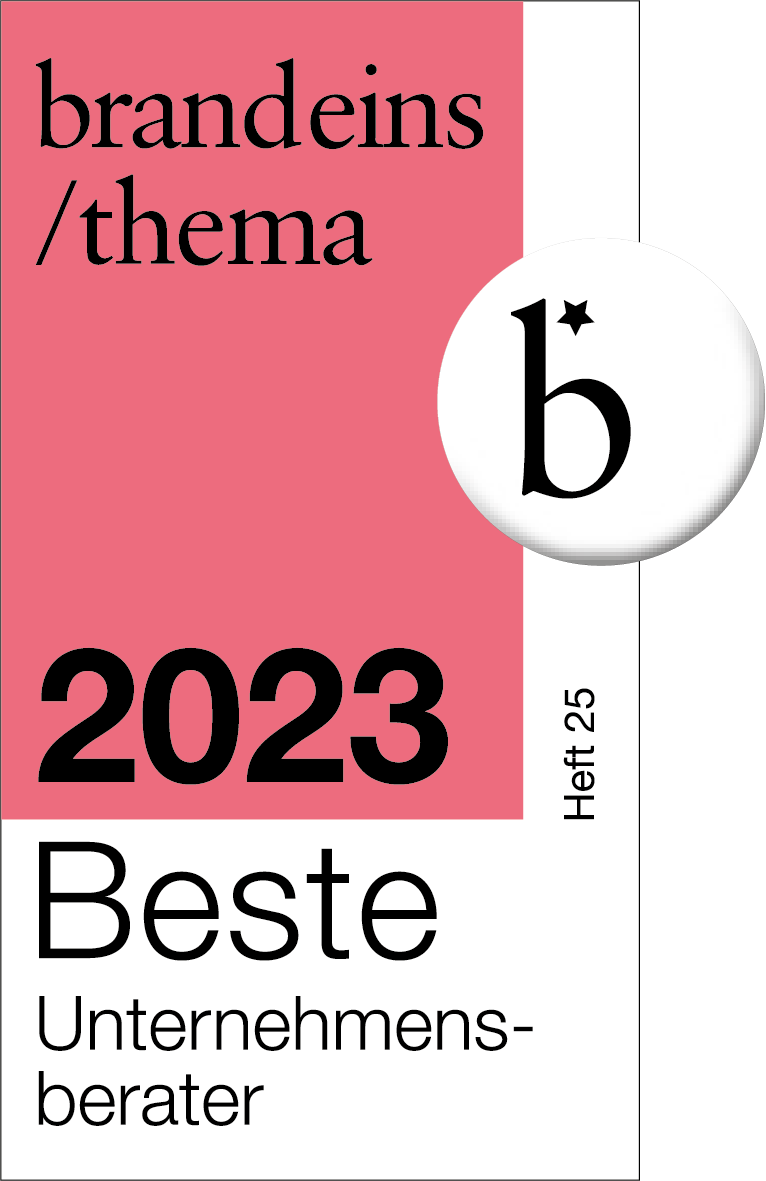 brandeins
/thema
b
2023
Heft 25
Beste
Unternehmens-
berater